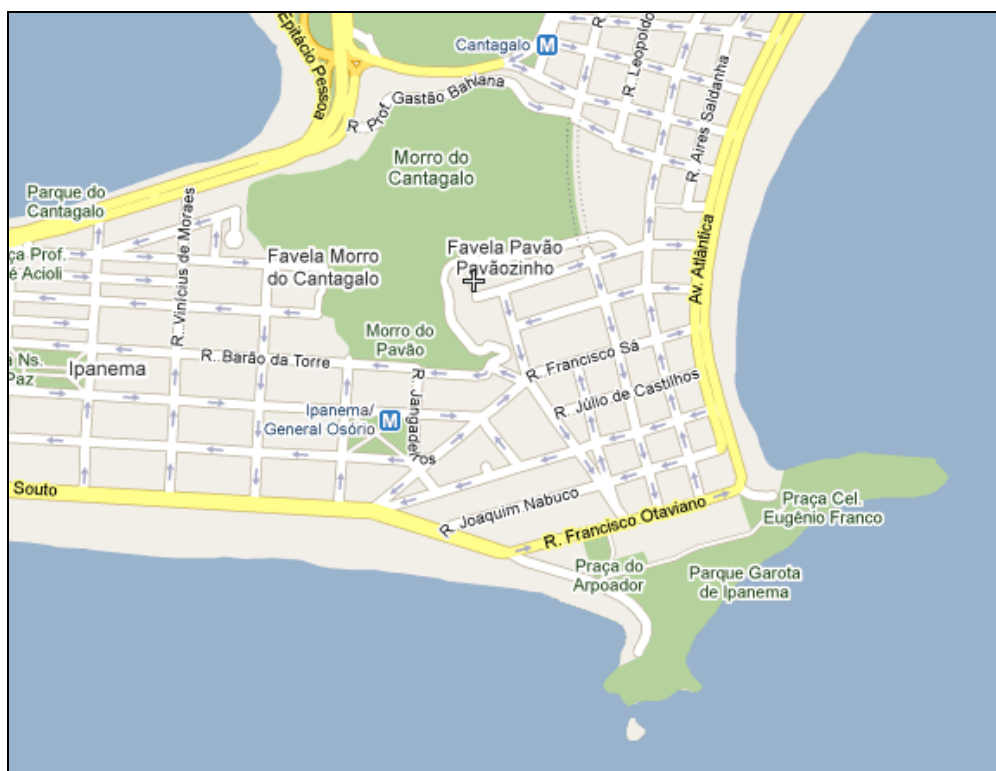 Cantagalo M
R.
R. Leopoldo
Epitácio Pessoa
R. Prof. Gastão Bahiana
R. Aires Saldanha
Morro do
Cantagalo
Parque do
Cantagalo
R. Vinícius de Moraes
ça Prof.
é Acioli
Favela Morro
do Cantagalo
Favela Pavão
Pavãozinho
Av. Atlântica
Morro do
Pavão
R. Barão da Torre
R. Francisco Sá
a Ns.
Paz
Ipanema
R. Jangadeiros
R. Júlio de Castilhos
Ipanema/
General Osório M
Souto
R. Joaquim Nabuco
R. Francisco Otaviano
Praça Cel.
Eugênio Franco
Praça do
Arpoador
Parque Garota
de Ipanema